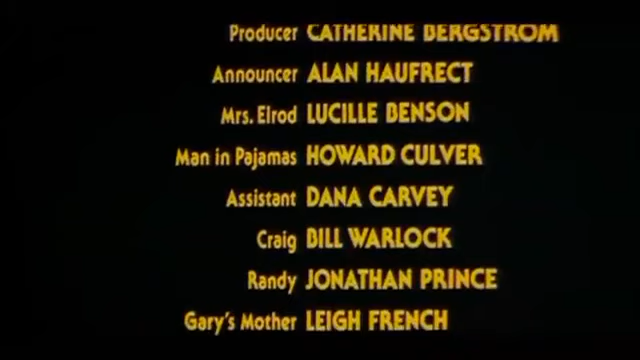 Producer CATHERINE BERGSTROM
Announcer ALAN HAUFRECT
Mrs. Elrod LUCILLE BENSON
Man in Pajamas HOWARD CULVER
Assistant DANA CARVEY
Craig BILL WARLOCK
Randy JONATHAN PRINCE
Gary's Mother LEIGH FRENCH